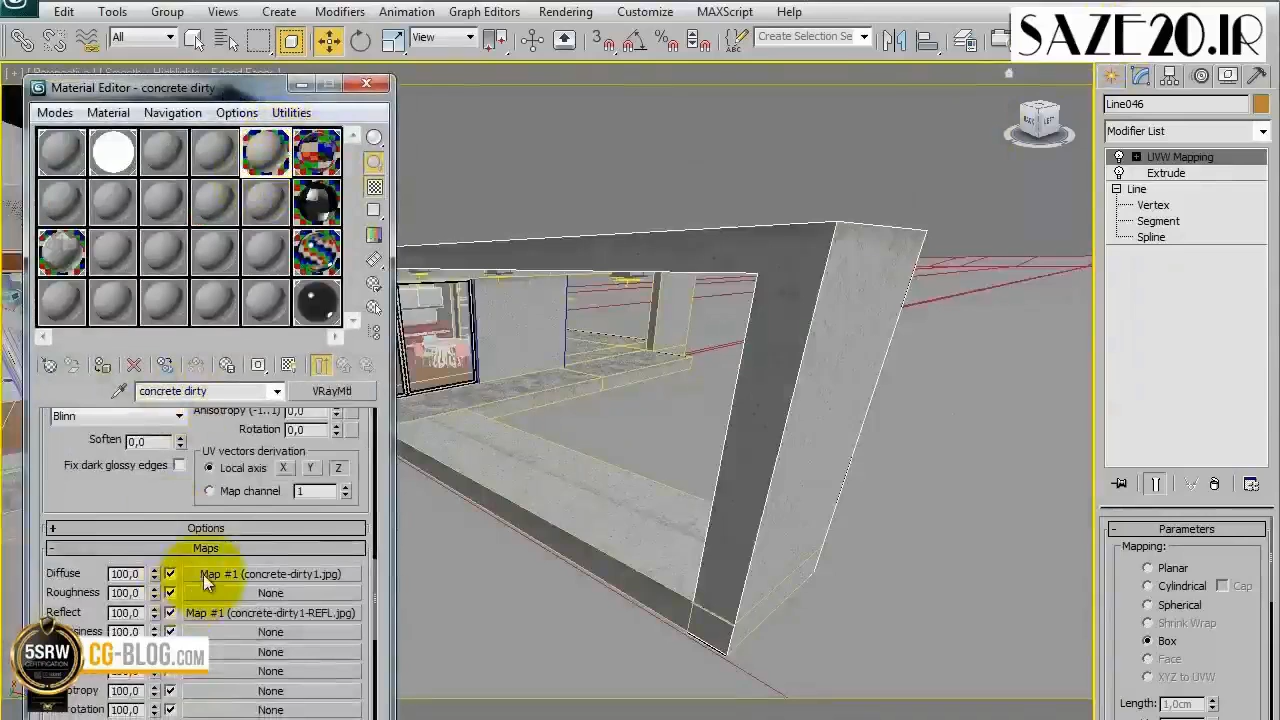 Edit Tools Group Views Create Modifiers Animation Graph Editors Rendering Customize MAXScript Help
SAZE20.IR
All
View
3
Create Selection Se
Material Editor - concrete dirty
Modes Material Navigation Options Utilities
concrete dirty
VRayMtl
Blinn
Anisotropy (-1..1) 0,0
Rotation 0,0
Soften 0,0
UV vectors derivation
Fix dark glossy edges
Local axis X Y Z
Map channel 1
+ Options
- Maps
Diffuse 100,0 Map #1 (concrete-dirty1.jpg)
Roughness 100,0 None
Reflect 100,0 Map #1 (concrete-dirty1-REFL.jpg)
100,0 None
None
None
100,0 None
100,0 None
5SRW
CERTIFICATION
CG-BLOG.COM
LEFT
Line046
Modifier List
UVW Mapping
Extrude
Line
Vertex
Segment
Spline
- Parameters
Mapping:
Planar
Cylindrical Cap
Spherical
Shrink Wrap
Box
Face
XYZ to UVW
Length: 1,0cm